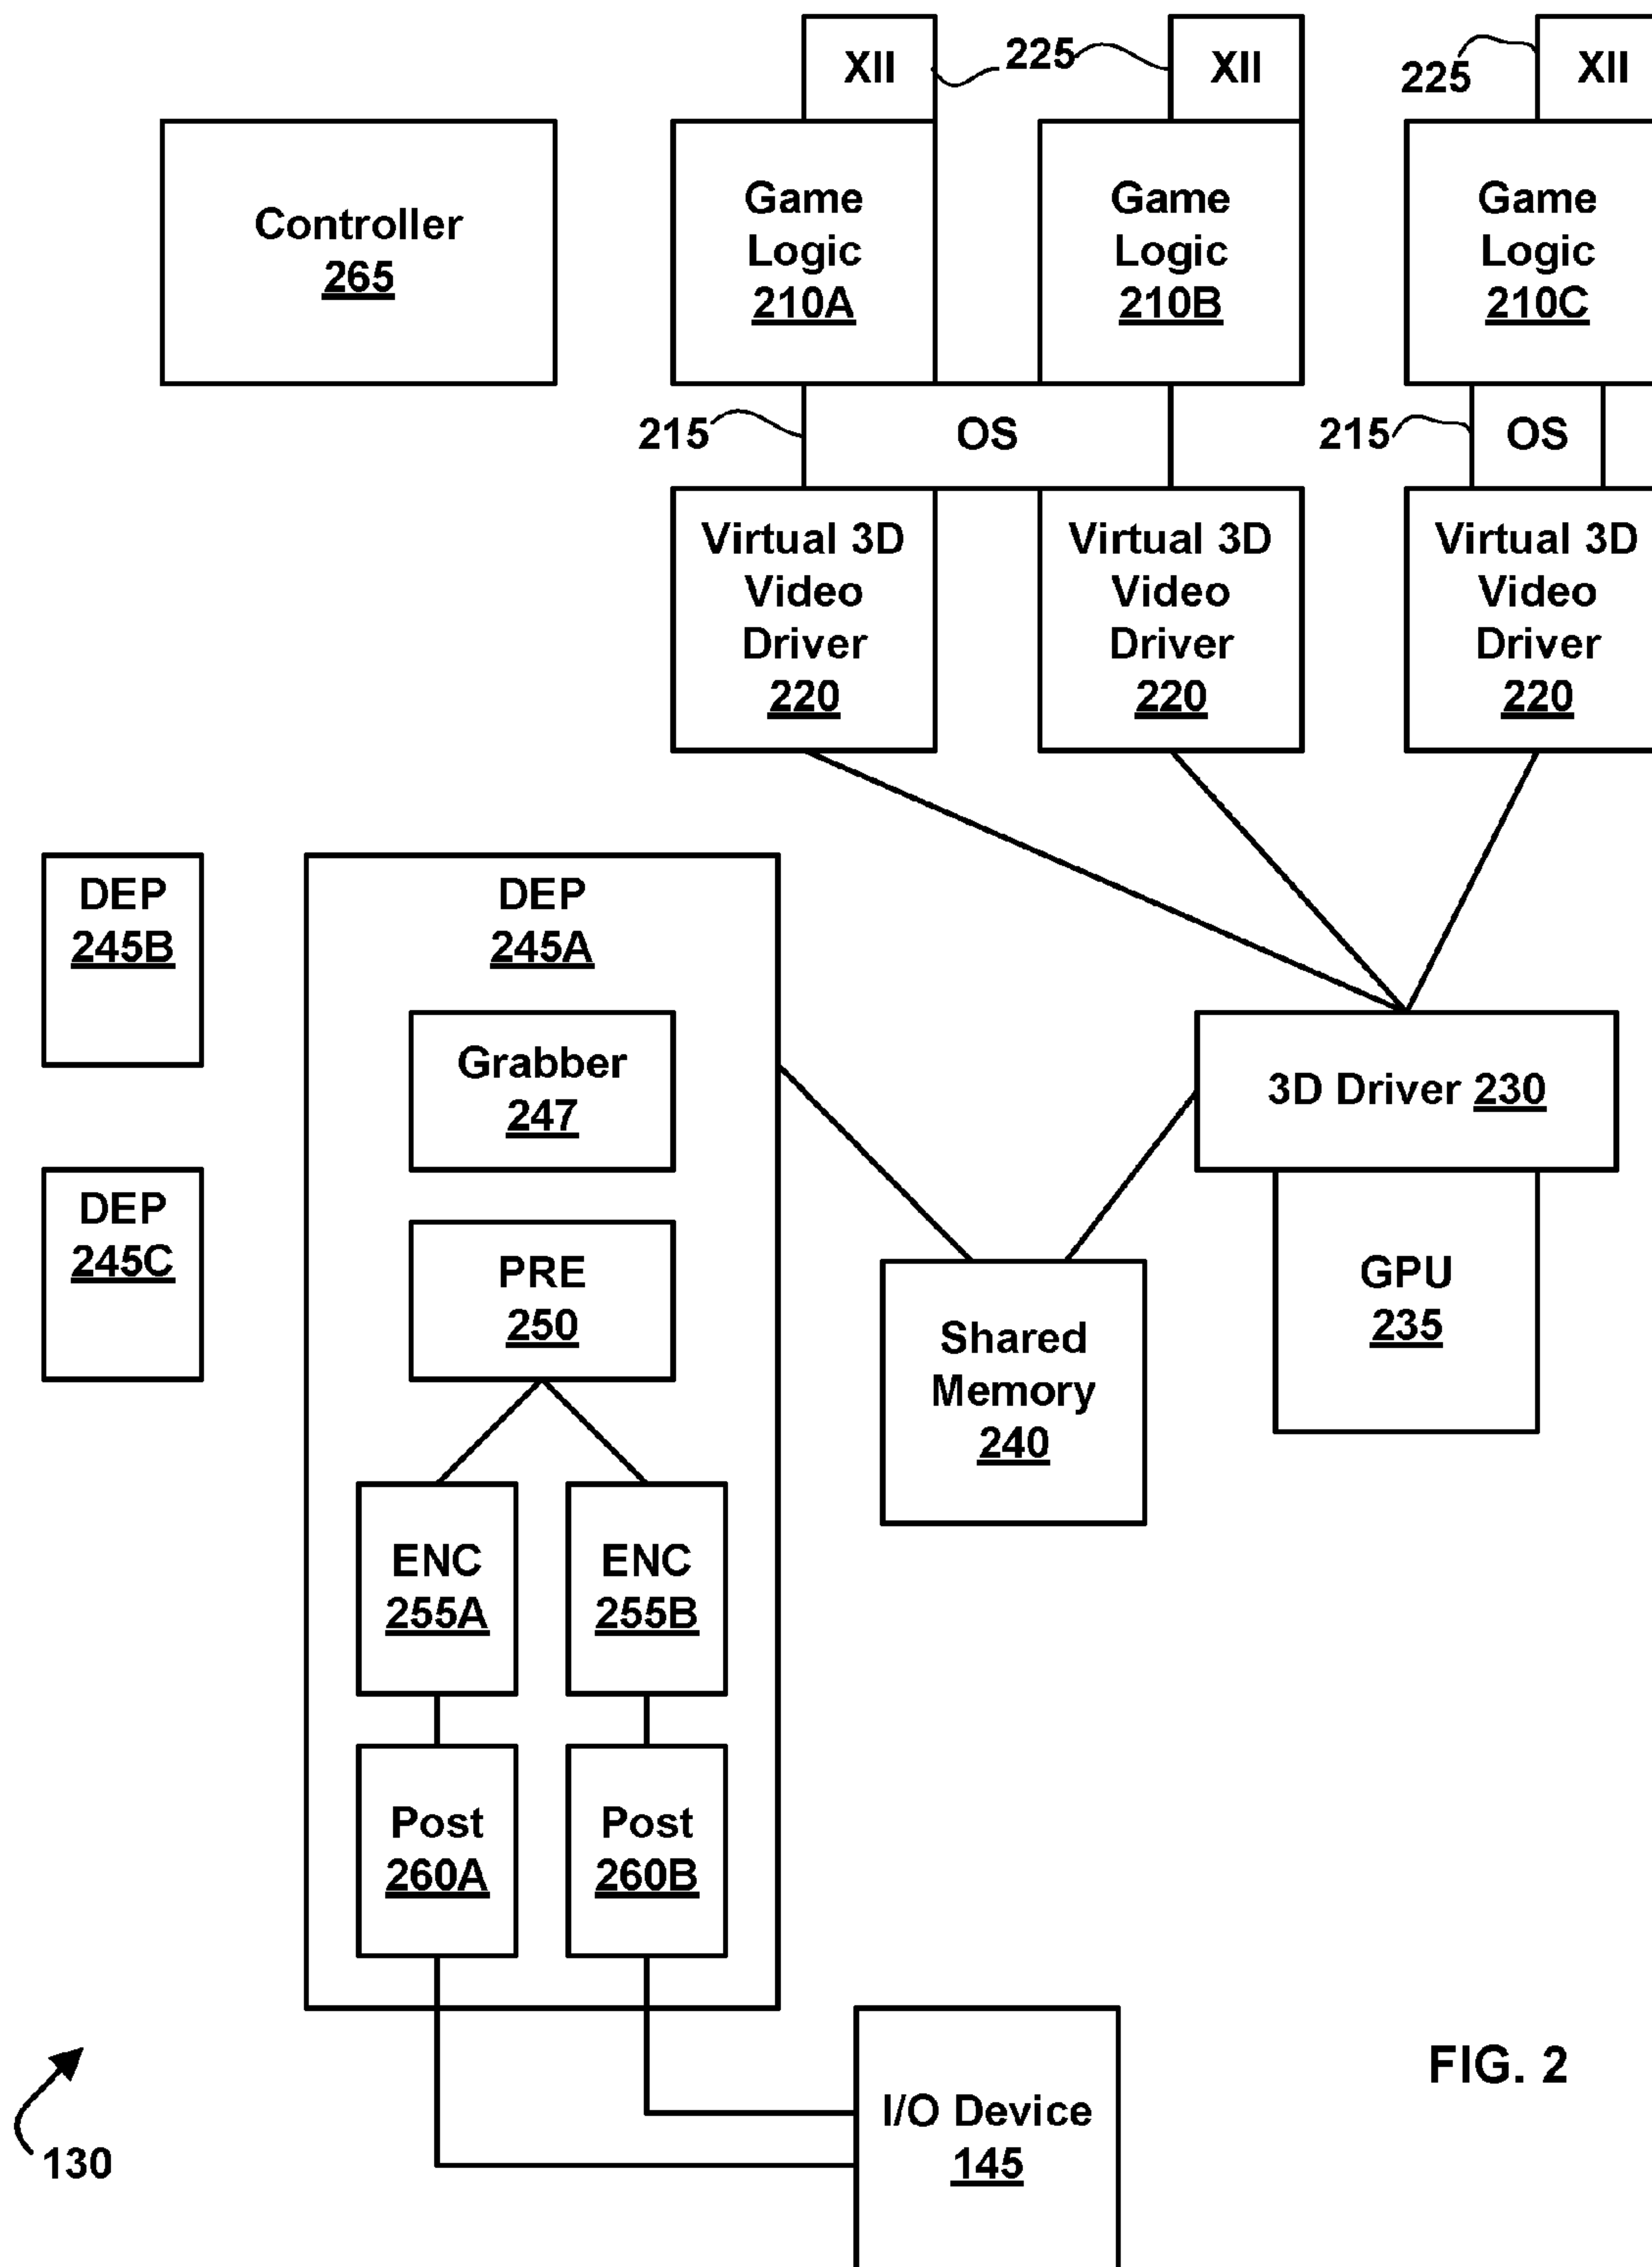 XII
225
XII
225
XII
Controller
265
Game
Logic
210A
Game
Logic
210B
Game
Logic
210C
215
OS
215
OS
Virtual 3D
Video
Driver
220
Virtual 3D
Video
Driver
220
Virtual 3D
Video
Driver
220
DEP
245B
DEP
245A
Grabber
247
3D Driver 230
DEP
245C
PRE
250
GPU
235
Shared
Memory
240
ENC
255A
ENC
255B
Post
260A
Post
260B
I/O Device
145
FIG. 2
130